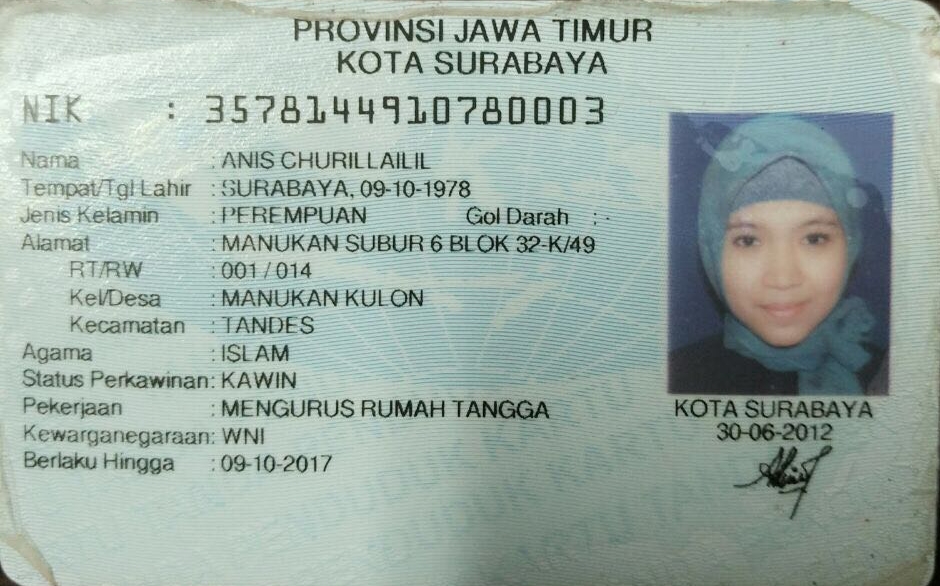 PROVINSI JAWA TIMUR
KOTA SURABAYA
NIK : 3578144910780003
Nama : ANIS CHURILLAILIL
Tempat/Tgl Lahir : SURABAYA, 09-10-1978
Jenis Kelamin : PEREMPUAN Gol Darah : -
Alamat : MANUKAN SUBUR 6 BLOK 32-K/49
RT/RW : 001 / 014
Kel/Desa : MANUKAN KULON
Kecamatan : TANDES
Agama : ISLAM
Status Perkawinan: KAWIN
Pekerjaan : MENGURUS RUMAH TANGGA
Kewarganegaraan: WNI
Berlaku Hingga : 09-10-2017
KOTA SURABAYA
30-06-2012